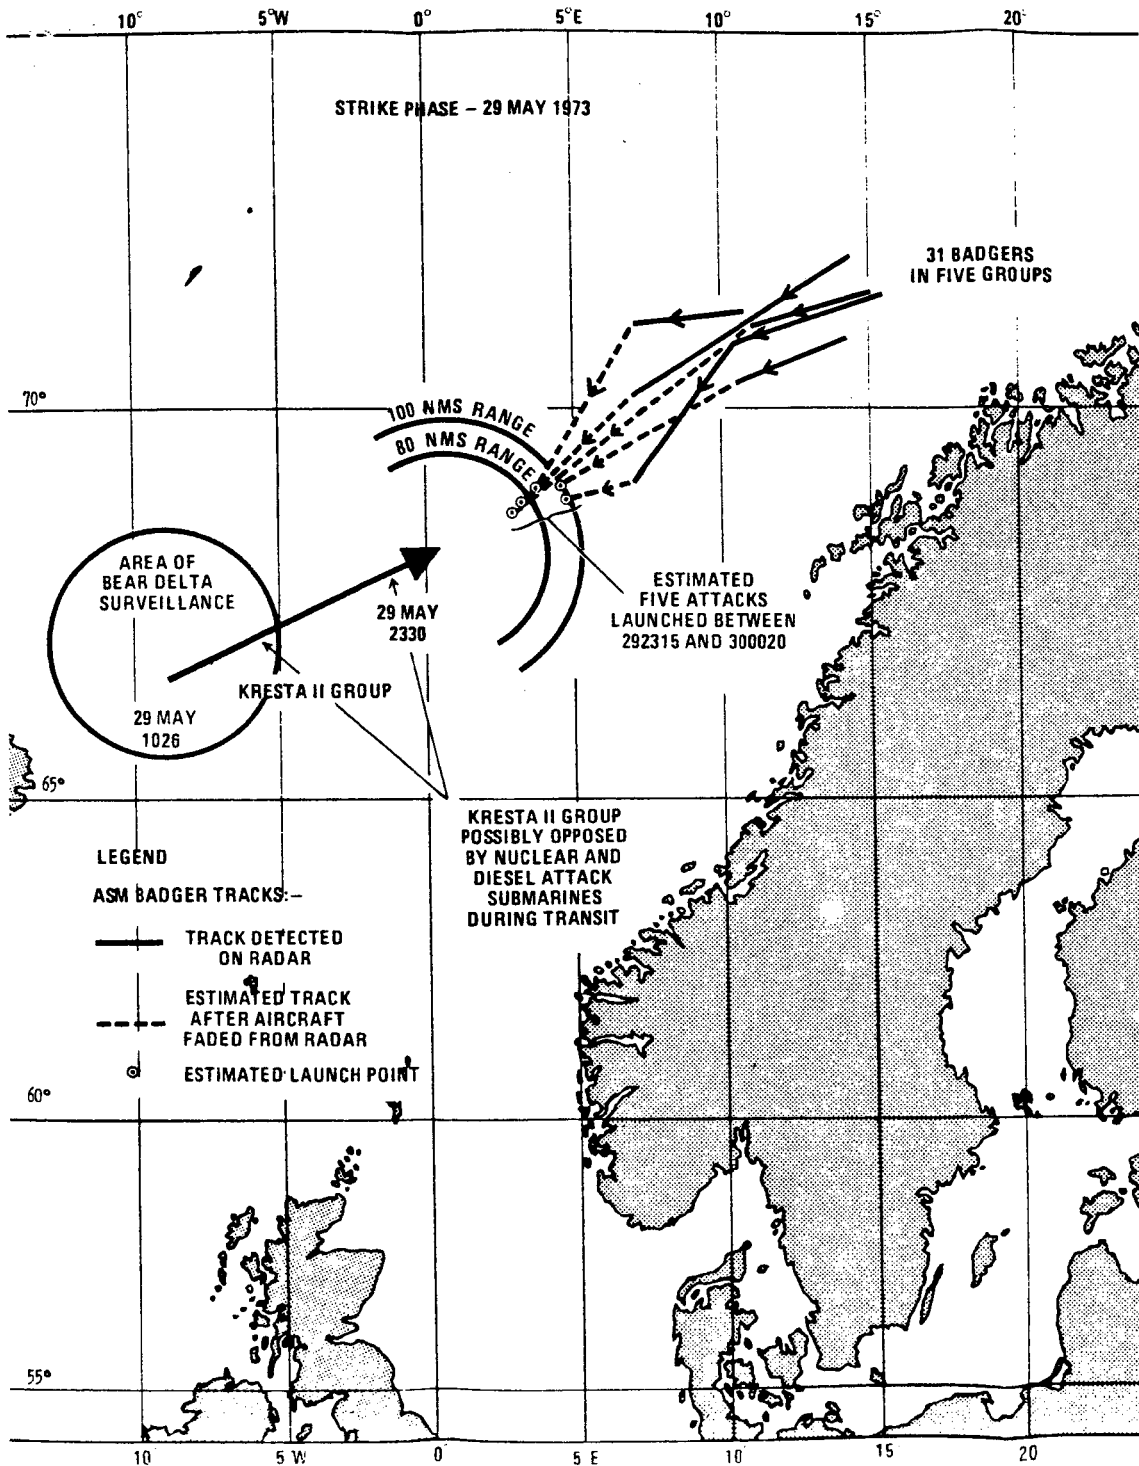 10° 5°W 0° 5°E 10° 15° 20°
STRIKE PHASE – 29 MAY 1973
31 BADGERS
IN FIVE GROUPS
70°
100 NMS RANGE
80 NMS RANGE
AREA OF
BEAR DELTA
SURVEILLANCE
29 MAY
2330
ESTIMATED
FIVE ATTACKS
LAUNCHED BETWEEN
292315 AND 300020
KRESTA II GROUP
29 MAY
1026
65°
KRESTA II GROUP
POSSIBLY OPPOSED
BY NUCLEAR AND
DIESEL ATTACK
SUBMARINES
DURING TRANSIT
LEGEND
ASM BADGER TRACKS:–
TRACK DETECTED
ON RADAR
ESTIMATED TRACK
AFTER AIRCRAFT
FADED FROM RADAR
ESTIMATED LAUNCH POINT
60°
55°
10 5 W 0 5 E 10 15 20